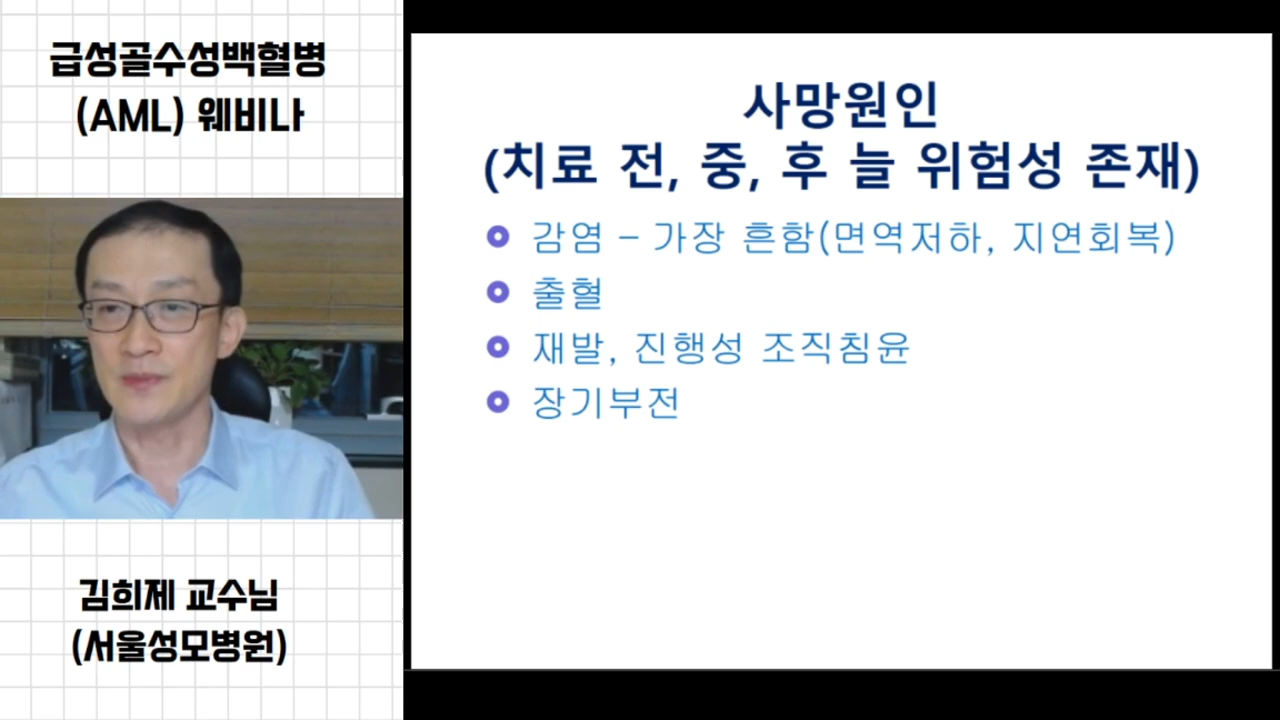 급성골수성백혈병
(AML) 웨비나
김희제 교수님
(서울성모병원)
사망원인
(치료 전, 중, 후 늘 위험성 존재)
감염 – 가장 흔함(면역저하, 지연회복)
출혈
재발, 진행성 조직침윤
장기부전